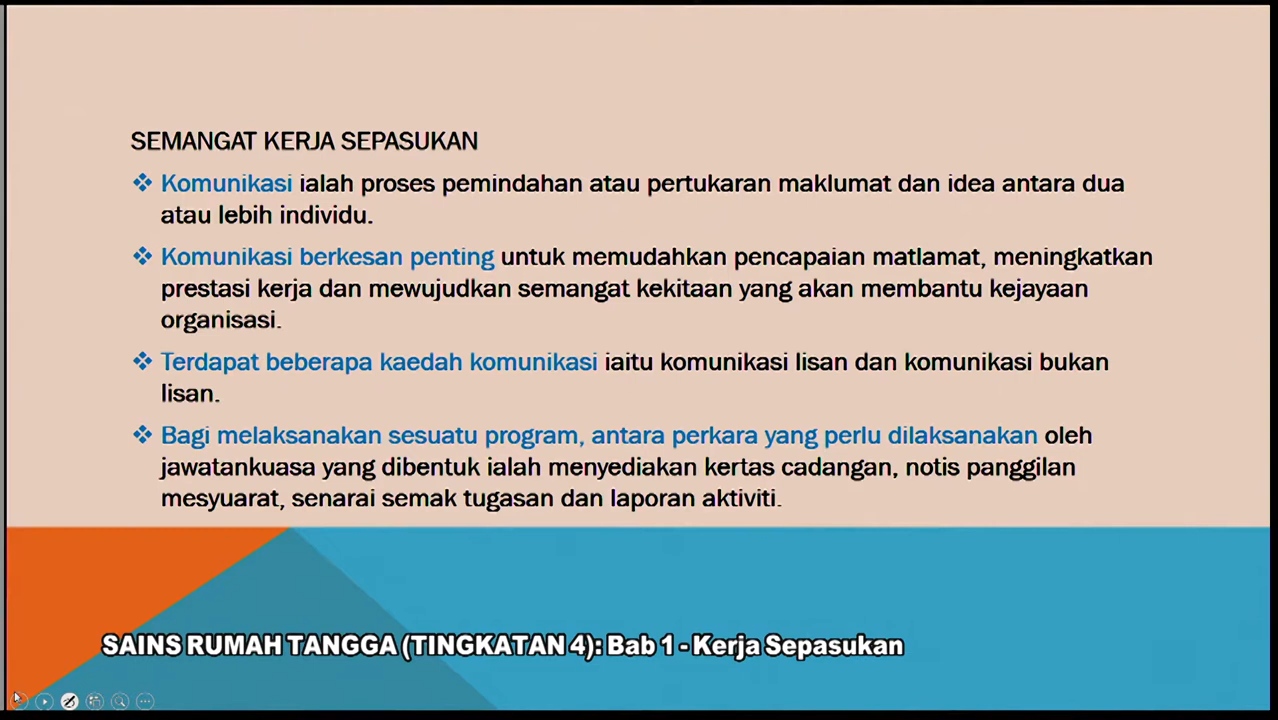 SEMANGAT KERJA SEPASUKAN
Komunikasi ialah proses pemindahan atau pertukaran maklumat dan idea antara dua
atau lebih individu.
Komunikasi berkesan penting untuk memudahkan pencapaian matlamat, meningkatkan
prestasi kerja dan mewujudkan semangat kekitaan yang akan membantu kejayaan
organisasi.
Terdapat beberapa kaedah komunikasi iaitu komunikasi lisan dan komunikasi bukan
lisan.
Bagi melaksanakan sesuatu program, antara perkara yang perlu dilaksanakan oleh
jawatankuasa yang dibentuk ialah menyediakan kertas cadangan, notis panggilan
mesyuarat, senarai semak tugasan dan laporan aktiviti.
SAINS RUMAH TANGGA (TINGKATAN 4): Bab 1 - Kerja Sepasukan